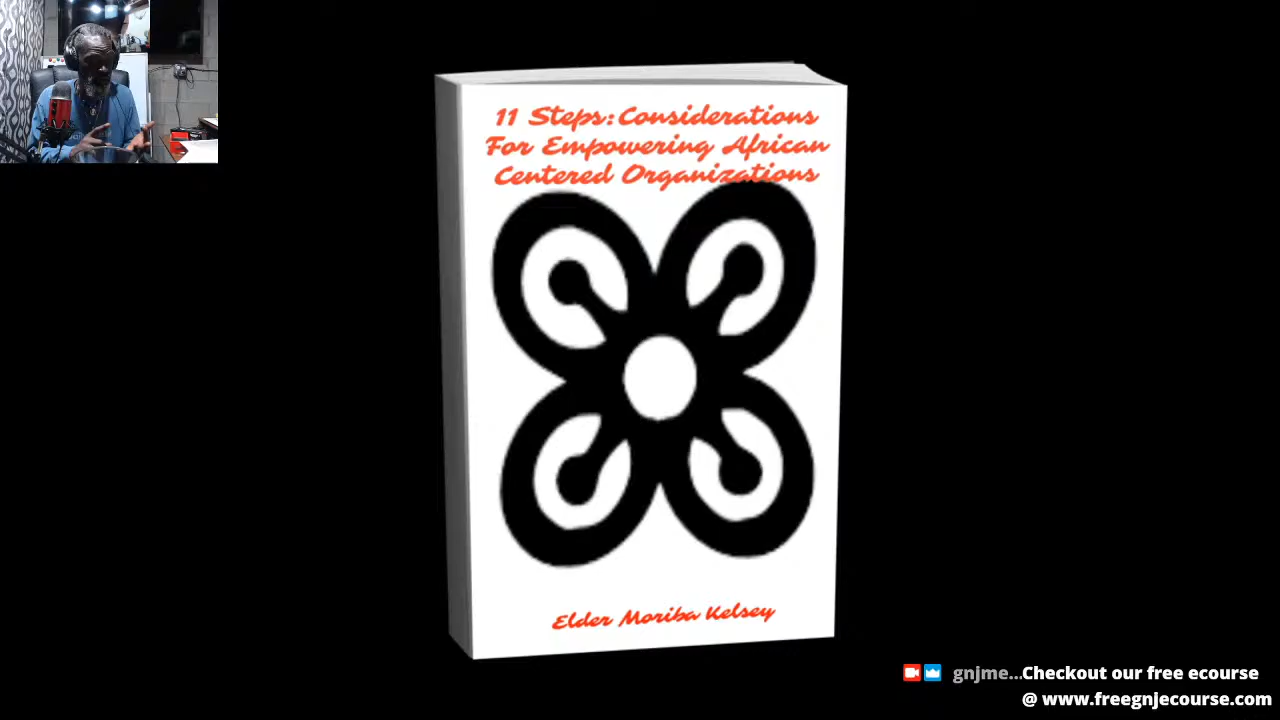 11 Steps: Considerations
For Empowering African
Centered Organizations
Elder Moriba Kelsey
gnjme... Checkout our free ecourse
@ www.freegnjecourse.com